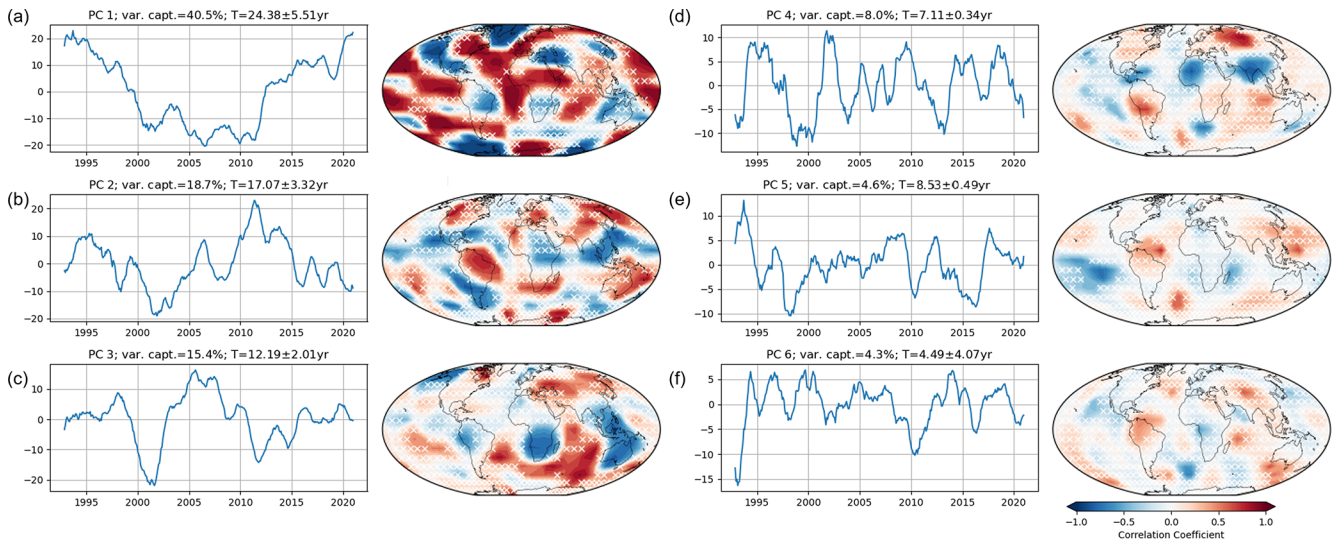 (a)
PC 1; var. capt.=40.5%; T=24.38±5.51yr
20
10
0
−10
−20
1995 2000 2005 2010 2015 2020
(b)
PC 2; var. capt.=18.7%; T=17.07±3.32yr
20
10
0
−10
−20
1995 2000 2005 2010 2015 2020
(c)
PC 3; var. capt.=15.4%; T=12.19±2.01yr
10
0
−10
−20
1995 2000 2005 2010 2015 2020
(d)
PC 4; var. capt.=8.0%; T=7.11±0.34yr
10
5
0
−5
−10
1995 2000 2005 2010 2015 2020
(e)
PC 5; var. capt.=4.6%; T=8.53±0.49yr
10
5
0
−5
−10
1995 2000 2005 2010 2015 2020
(f)
PC 6; var. capt.=4.3%; T=4.49±4.07yr
5
0
−5
−10
−15
1995 2000 2005 2010 2015 2020
−1.0 −0.5 0.0 0.5 1.0
Correlation Coefficient